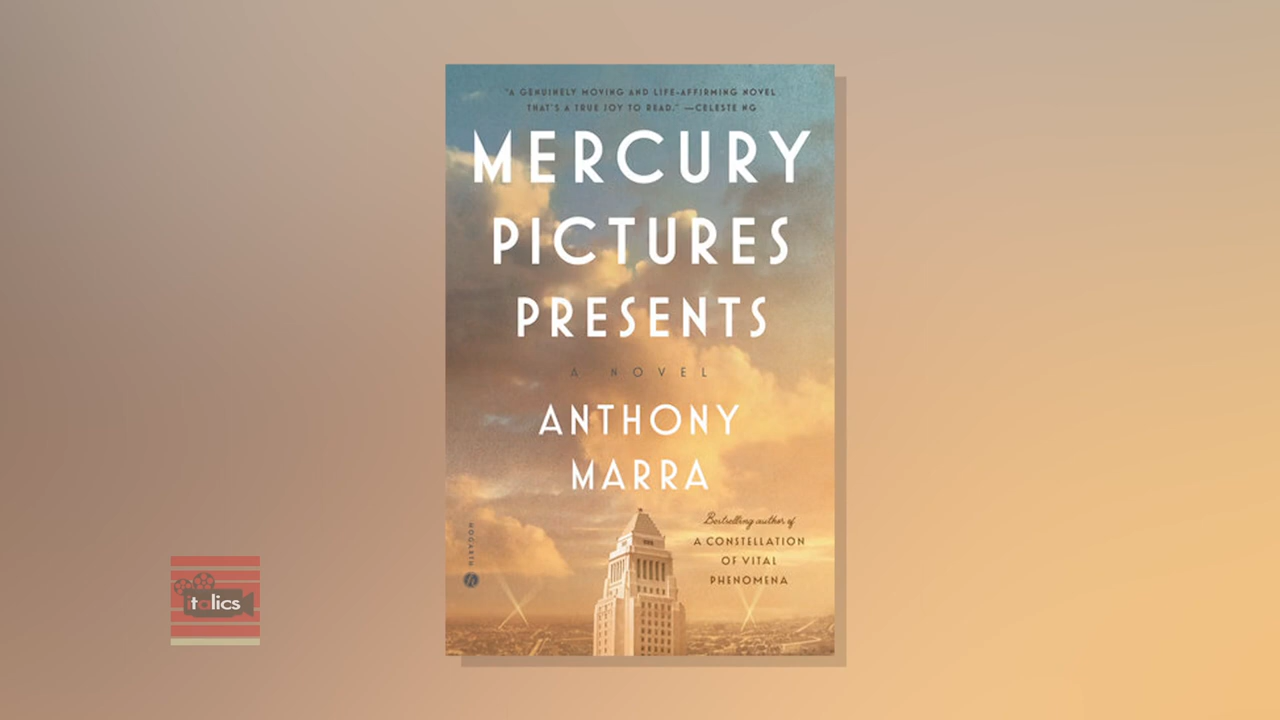 "A GENUINELY MOVING AND LIFE-AFFIRMING NOVEL
THAT'S A TRUE JOY TO READ." —CELESTE NG
MERCURY
PICTURES
PRESENTS
A NOVEL
ANTHONY
MARRA
Bestselling author of
A CONSTELLATION
OF VITAL
PHENOMENA
HOGARTH
h
italics